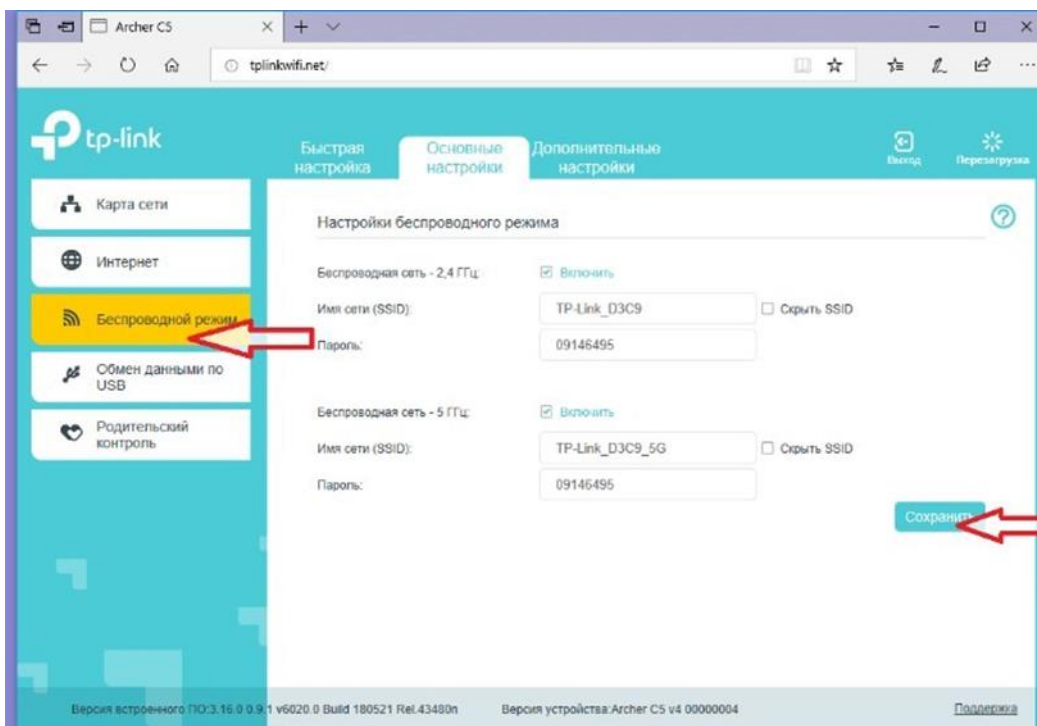 Archer C5
tplinkwifi.net/
tp-link
Быстрая настройка
Основные настройки
Дополнительные настройки
Выход
Перезагрузка
Карта сети
Интернет
Беспроводной режим
Обмен данными по USB
Родительский контроль
Настройки беспроводного режима
Беспроводная сеть - 2,4 ГГц:
Включить
Имя сети (SSID):
TP-Link_D3C9
Скрыть SSID
Пароль:
09146495
Беспроводная сеть - 5 ГГц:
Включить
Имя сети (SSID):
TP-Link_D3C9_5G
Скрыть SSID
Пароль:
09146495
Сохранить
Версия встроенного ПО:3.16.0 0.9.1 v6020.0 Build 180521 Rel.43480n
Версия устройства:Archer C5 v4 00000004
Поддержка